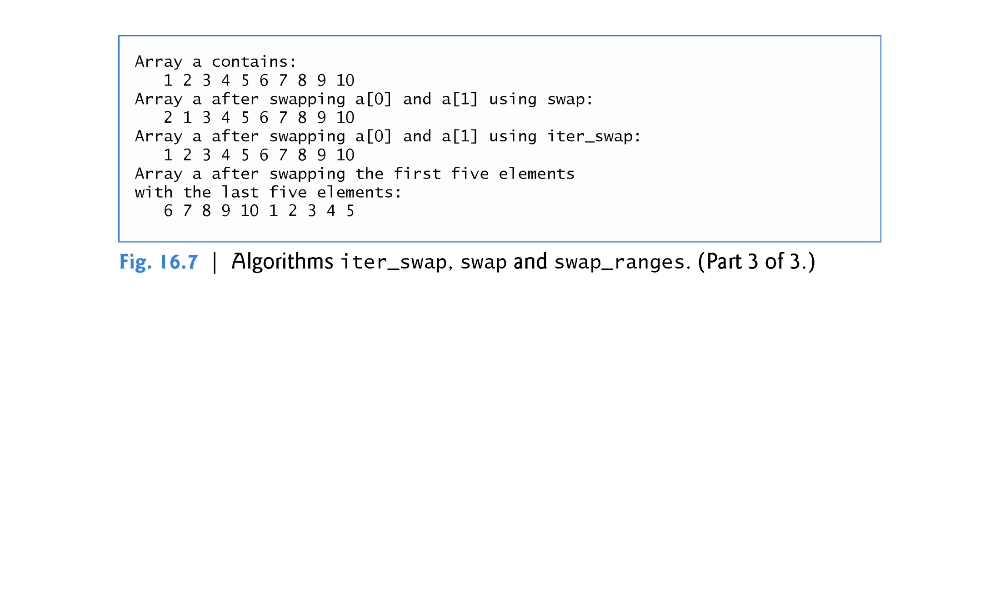 Array a contains:
   1 2 3 4 5 6 7 8 9 10
Array a after swapping a[0] and a[1] using swap:
   2 1 3 4 5 6 7 8 9 10
Array a after swapping a[0] and a[1] using iter_swap:
   1 2 3 4 5 6 7 8 9 10
Array a after swapping the first five elements
with the last five elements:
   6 7 8 9 10 1 2 3 4 5
Fig. 16.7 | Algorithms iter_swap, swap and swap_ranges. (Part 3 of 3.)